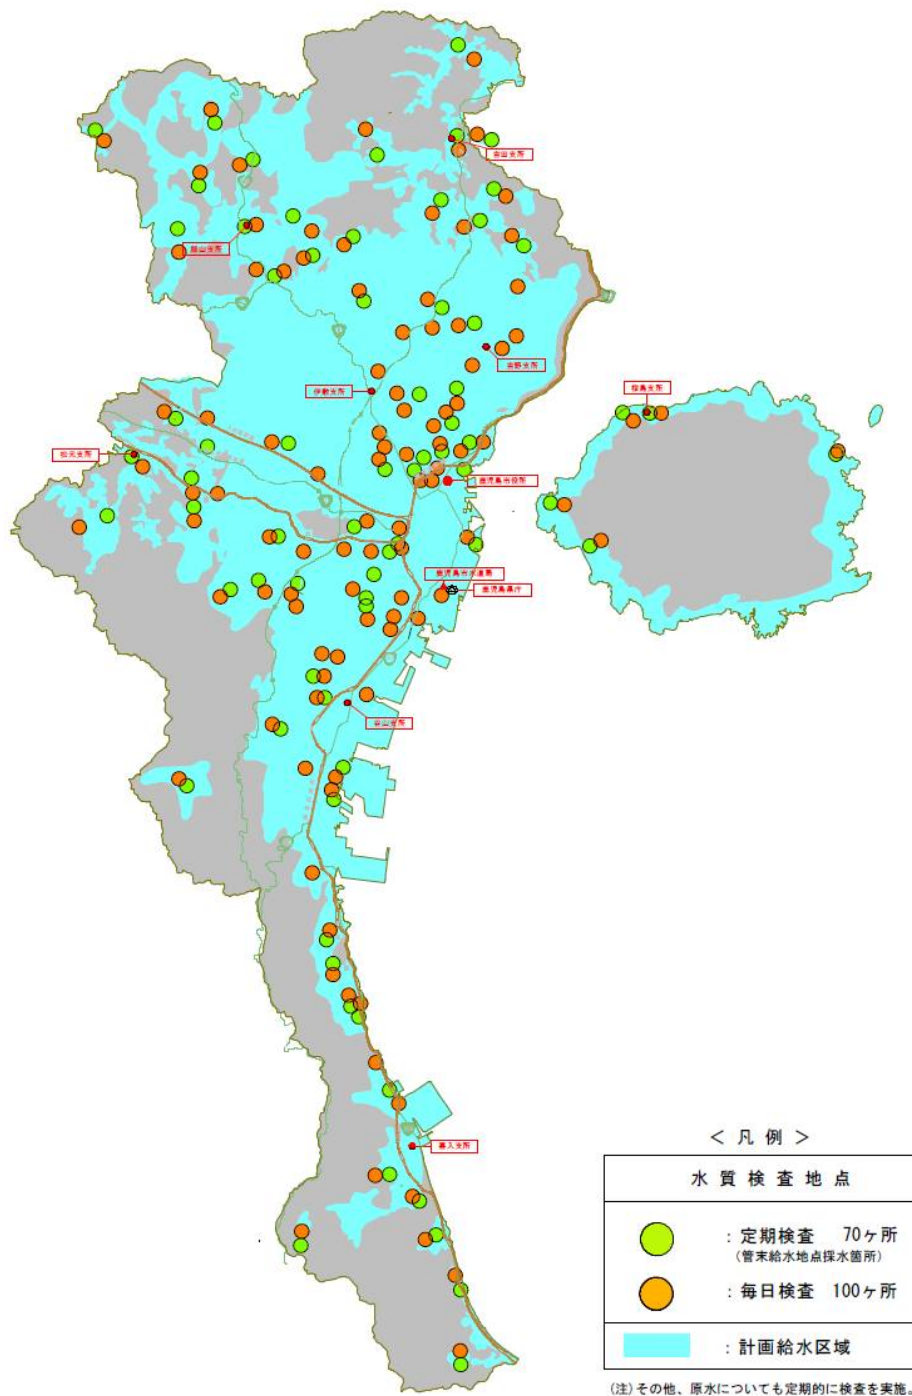 吉田支所
郡山支所
吉野支所
伊敷支所
桜島支所
松元支所
鹿児島市役所
鹿児島市水道局
鹿児島県庁
谷山支所
喜入支所
< 凡 例 >
水 質 検 査 地 点
：定期検査 70ヶ所
(管末給水地点採水箇所)
：毎日検査 100ヶ所
：計画給水区域
(注)その他、原水についても定期的に検査を実施。